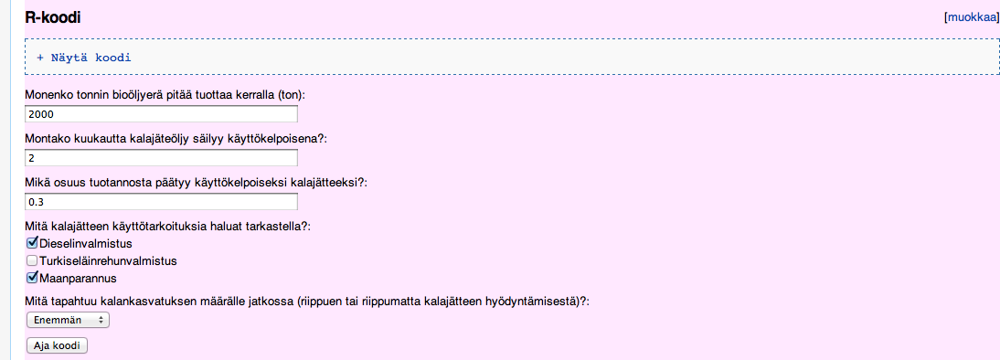 R-koodi
[muokkaa]
+ Näytä koodi
Monenko tonnin bioöljyerä pitää tuottaa kerralla (ton):
2000
Montako kuukautta kalajäteöljy säilyy käyttökelpoisena?:
2
Mikä osuus tuotannosta päätyy käyttökelpoiseksi kalajätteeksi?:
0.3
Mitä kalajätteen käyttötarkoituksia haluat tarkastella?:
Dieselinvalmistus
Turkiseläinrehunvalmistus
Maanparannus
Mitä tapahtuu kalankasvatuksen määrälle jatkossa (riippuen tai riippumatta kalajätteen hyödyntämisestä)?:
Enemmän
Aja koodi